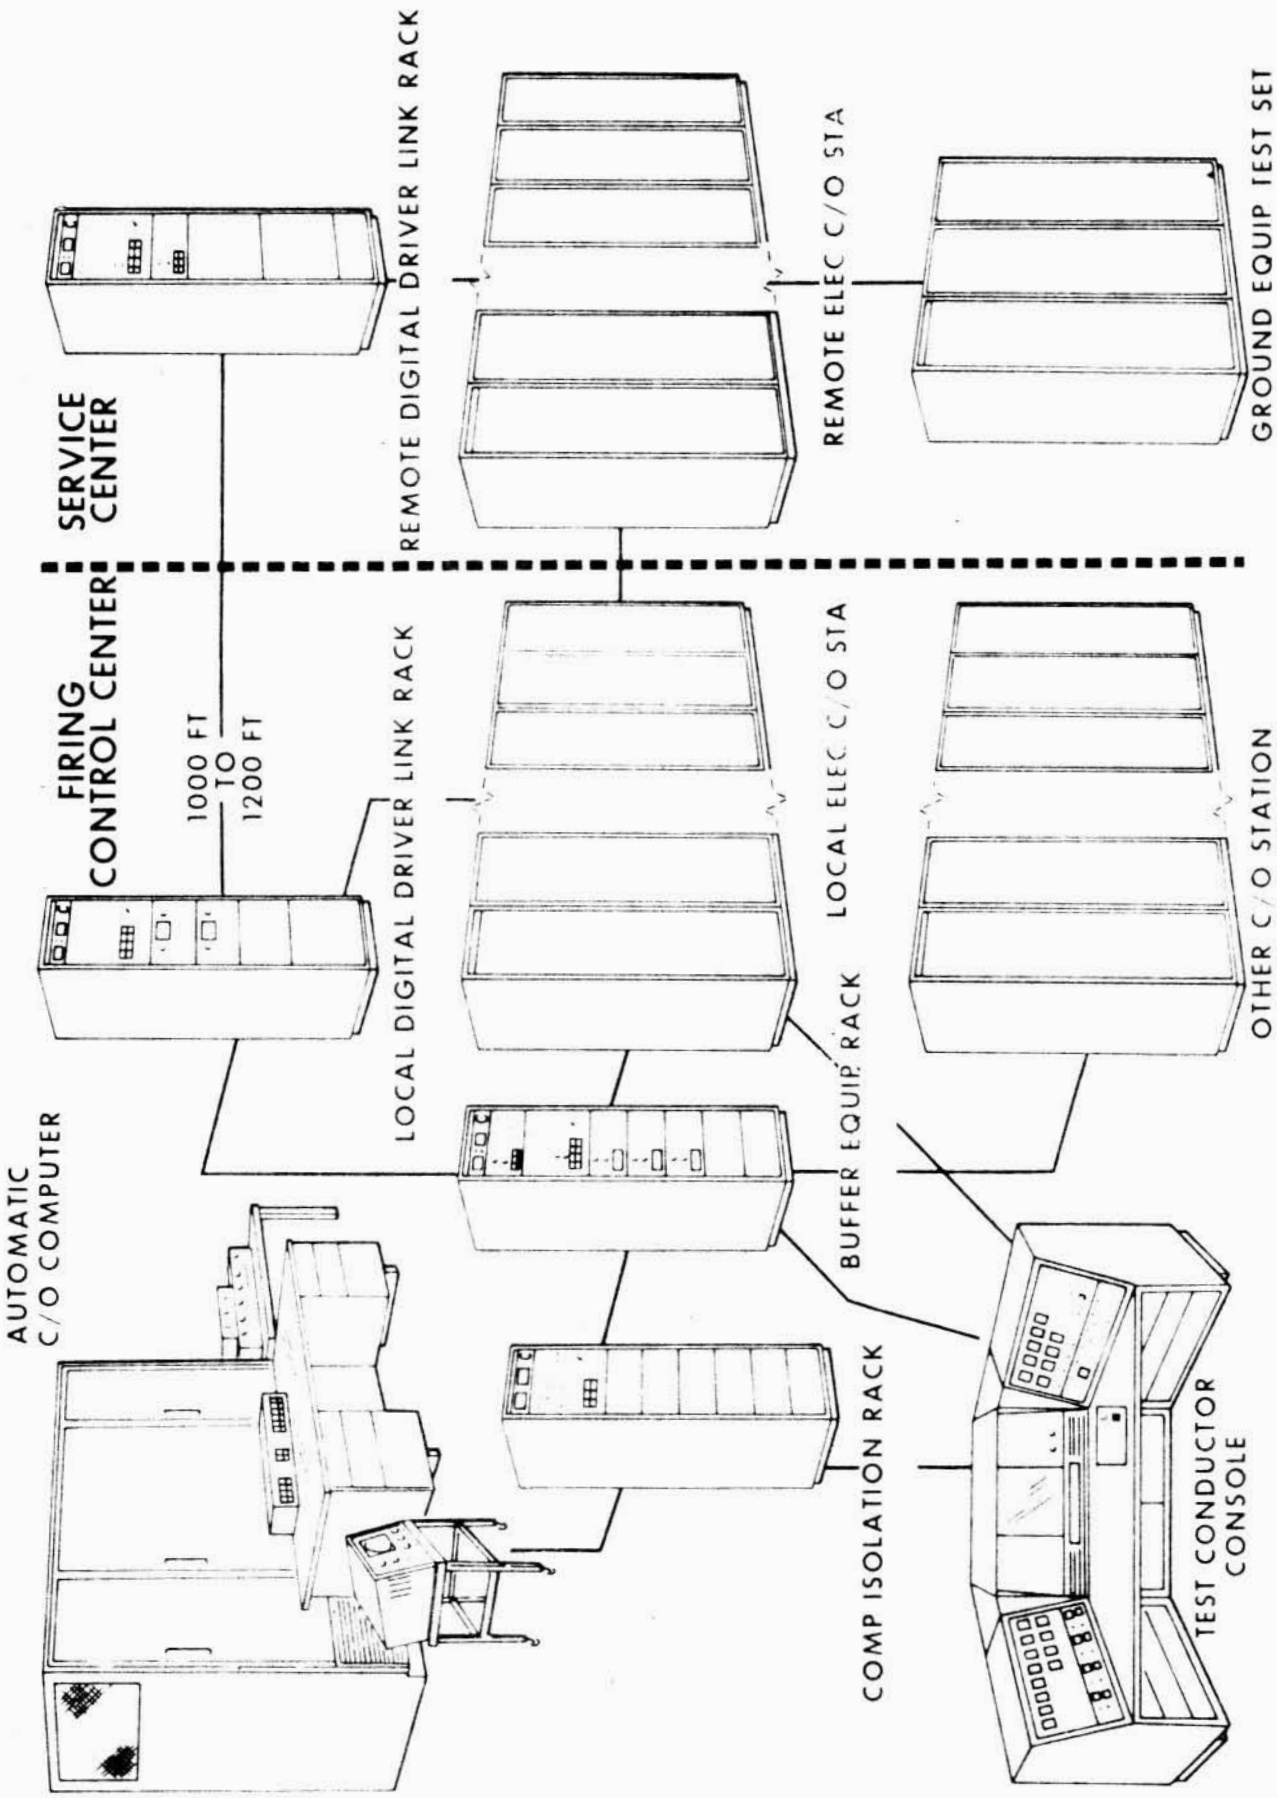 AUTOMATIC
C/O COMPUTER
FIRING
CONTROL CENTER
SERVICE
CENTER
1000 FT
TO
1200 FT
LOCAL DIGITAL DRIVER LINK RACK
REMOTE DIGITAL DRIVER LINK RACK
COMP ISOLATION RACK
BUFFER EQUIP RACK
LOCAL ELEC C/O STA
REMOTE ELEC C/O STA
TEST CONDUCTOR
CONSOLE
OTHER C/O STATION
GROUND EQUIP TEST SET